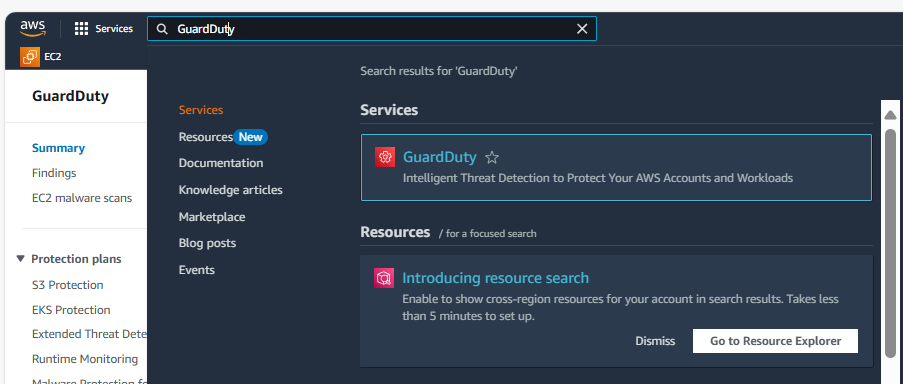 aws
Services
GuardDuty
EC2
GuardDuty
Summary
Findings
EC2 malware scans
Protection plans
S3 Protection
EKS Protection
Extended Threat Dete
Runtime Monitoring
Malware Protection fo
Search results for 'GuardDuty'
Services
Resources New
Documentation
Knowledge articles
Marketplace
Blog posts
Events
Services
GuardDuty
Intelligent Threat Detection to Protect Your AWS Accounts and Workloads
Resources / for a focused search
Introducing resource search
Enable to show cross-region resources for your account in search results. Takes less
than 5 minutes to set up.
Dismiss
Go to Resource Explorer